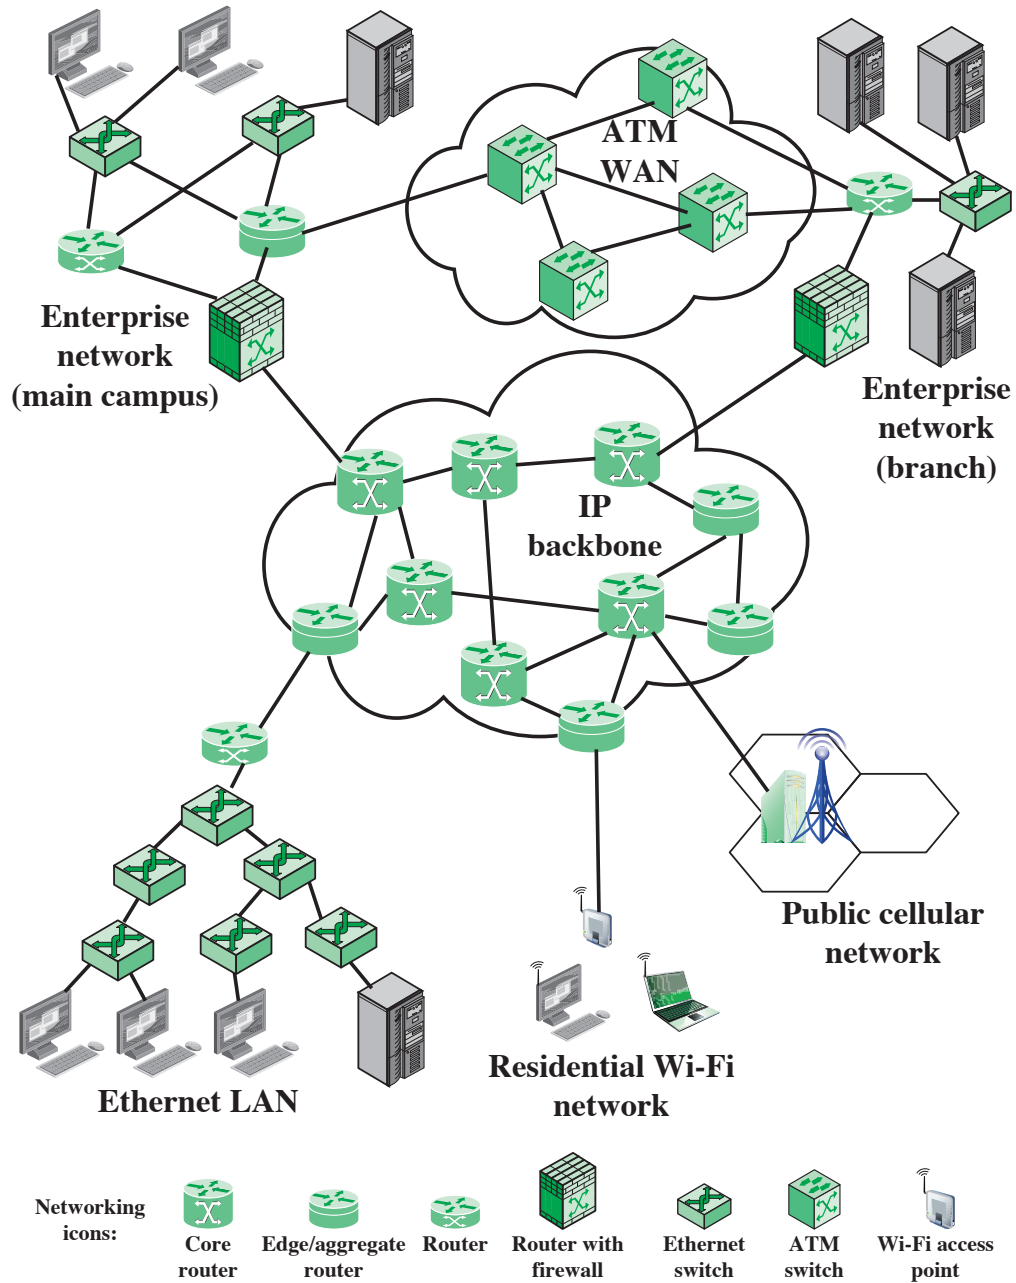 ATM
WAN
Enterprise
network
(main campus)
Enterprise
network
(branch)
IP
backbone
Public cellular
network
Residential Wi-Fi
network
Ethernet LAN
Networking
icons:
Core
router
Edge/aggregate
router
Router
Router with
firewall
Ethernet
switch
ATM
switch
Wi-Fi access
point